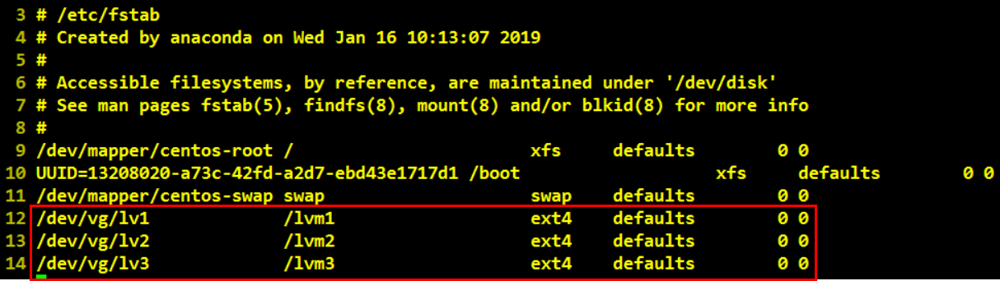 3 # /etc/fstab
4 # Created by anaconda on Wed Jan 16 10:13:07 2019
5 #
6 # Accessible filesystems, by reference, are maintained under '/dev/disk'
7 # See man pages fstab(5), findfs(8), mount(8) and/or blkid(8) for more info
8 #
9 /dev/mapper/centos-root / xfs defaults 0 0
10 UUID=13208020-a73c-42fd-a2d7-ebd43e1717d1 /boot xfs defaults 0 0
11 /dev/mapper/centos-swap swap swap defaults 0 0
12 /dev/vg/lv1 /lvm1 ext4 defaults 0 0
13 /dev/vg/lv2 /lvm2 ext4 defaults 0 0
14 /dev/vg/lv3 /lvm3 ext4 defaults 0 0